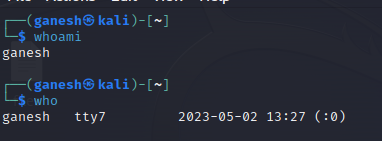 ┌──(ganesh㉿kali)-[~]
└─$ whoami
ganesh
┌──(ganesh㉿kali)-[~]
└─$ who
ganesh   tty7         2023-05-02 13:27 (:0)